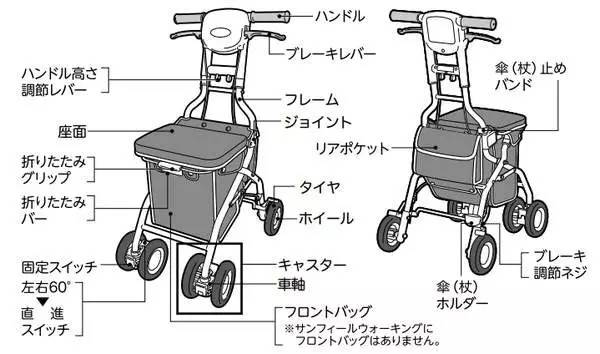 ハンドル
ブレーキレバー
ハンドル高さ
調節レバー
フレーム
ジョイント
座面
折りたたみ
グリップ
折りたたみ
バー
タイヤ
ホイール
固定スイッチ
左右60°
▼
直進
スイッチ
キャスター
車軸
フロントバッグ
※サンフィールウォーキングに
フロントバッグはありません。
傘(杖)止め
バンド
リアポケット
ブレーキ
調節ネジ
傘(杖)
ホルダー